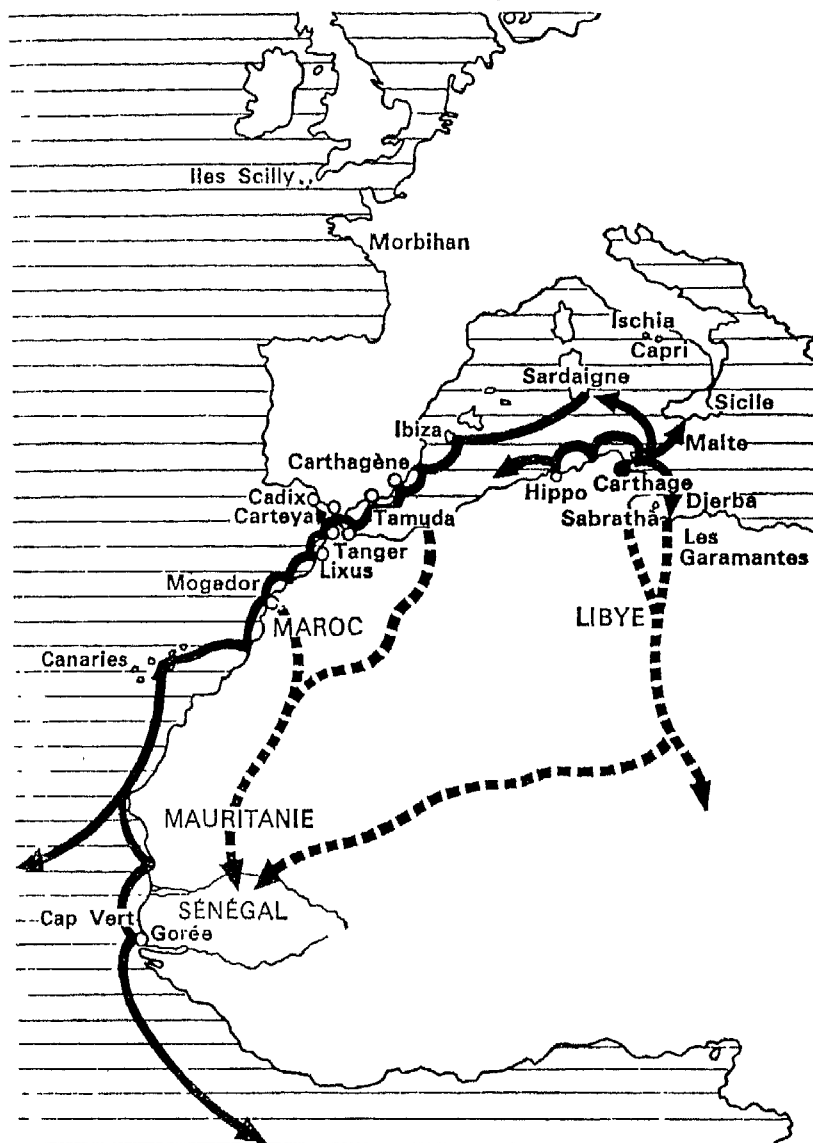 Iles Scilly
Morbihan
Ischia
Capri
Sardaigne
Sicile
Ibiza
Malte
Carthagène
Hippo
Carthage
Cadix
Carteya
Tamuda
Sabratha
Djerba
Tanger
Les
Garamantes
Lixus
Mogador
MAROC
LIBYE
Canaries
MAURITANIE
SÉNÉGAL
Cap Vert
Gorée